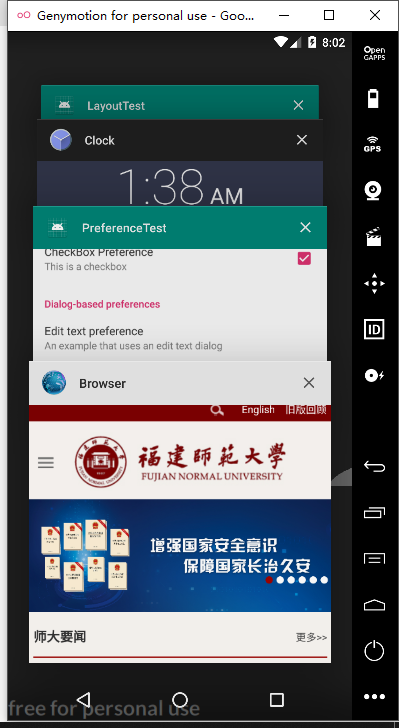 Genymotion for personal use - Goo...
8:02
Open
GAPPS
LayoutTest
Clock
GPS
1:38 AM
PreferenceTest
CheckBox Preference
This is a checkbox
Dialog-based preferences
ID
Edit text preference
An example that uses an edit text dialog
Browser
English 旧版回顾
福建師範大學
FUJIAN NORMAL UNIVERSITY
增强国家安全意识
保障国家长治久安
师大要闻
更多>>
free for personal use